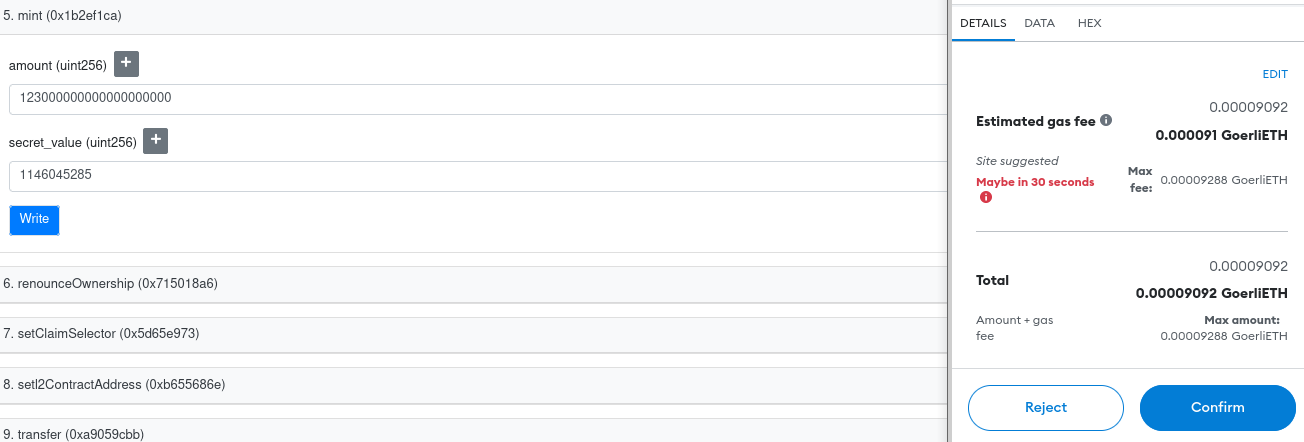 5. mint (0x1b2ef1ca)
amount (uint256) +
123000000000000000000
secret_value (uint256) +
1146045285
Write
6. renounceOwnership (0x715018a6)
7. setClaimSelector (0x5d65e973)
8. setl2ContractAddress (0xb655686e)
9. transfer (0xa9059cbb)
DETAILS DATA HEX
EDIT
0.00009092
Estimated gas fee i
0.000091 GoerliETH
Site suggested
Maybe in 30 seconds
i
Max
fee:
0.00009288 GoerliETH
0.00009092
Total
0.00009092 GoerliETH
Amount + gas
fee
Max amount:
0.00009288 GoerliETH
Reject Confirm